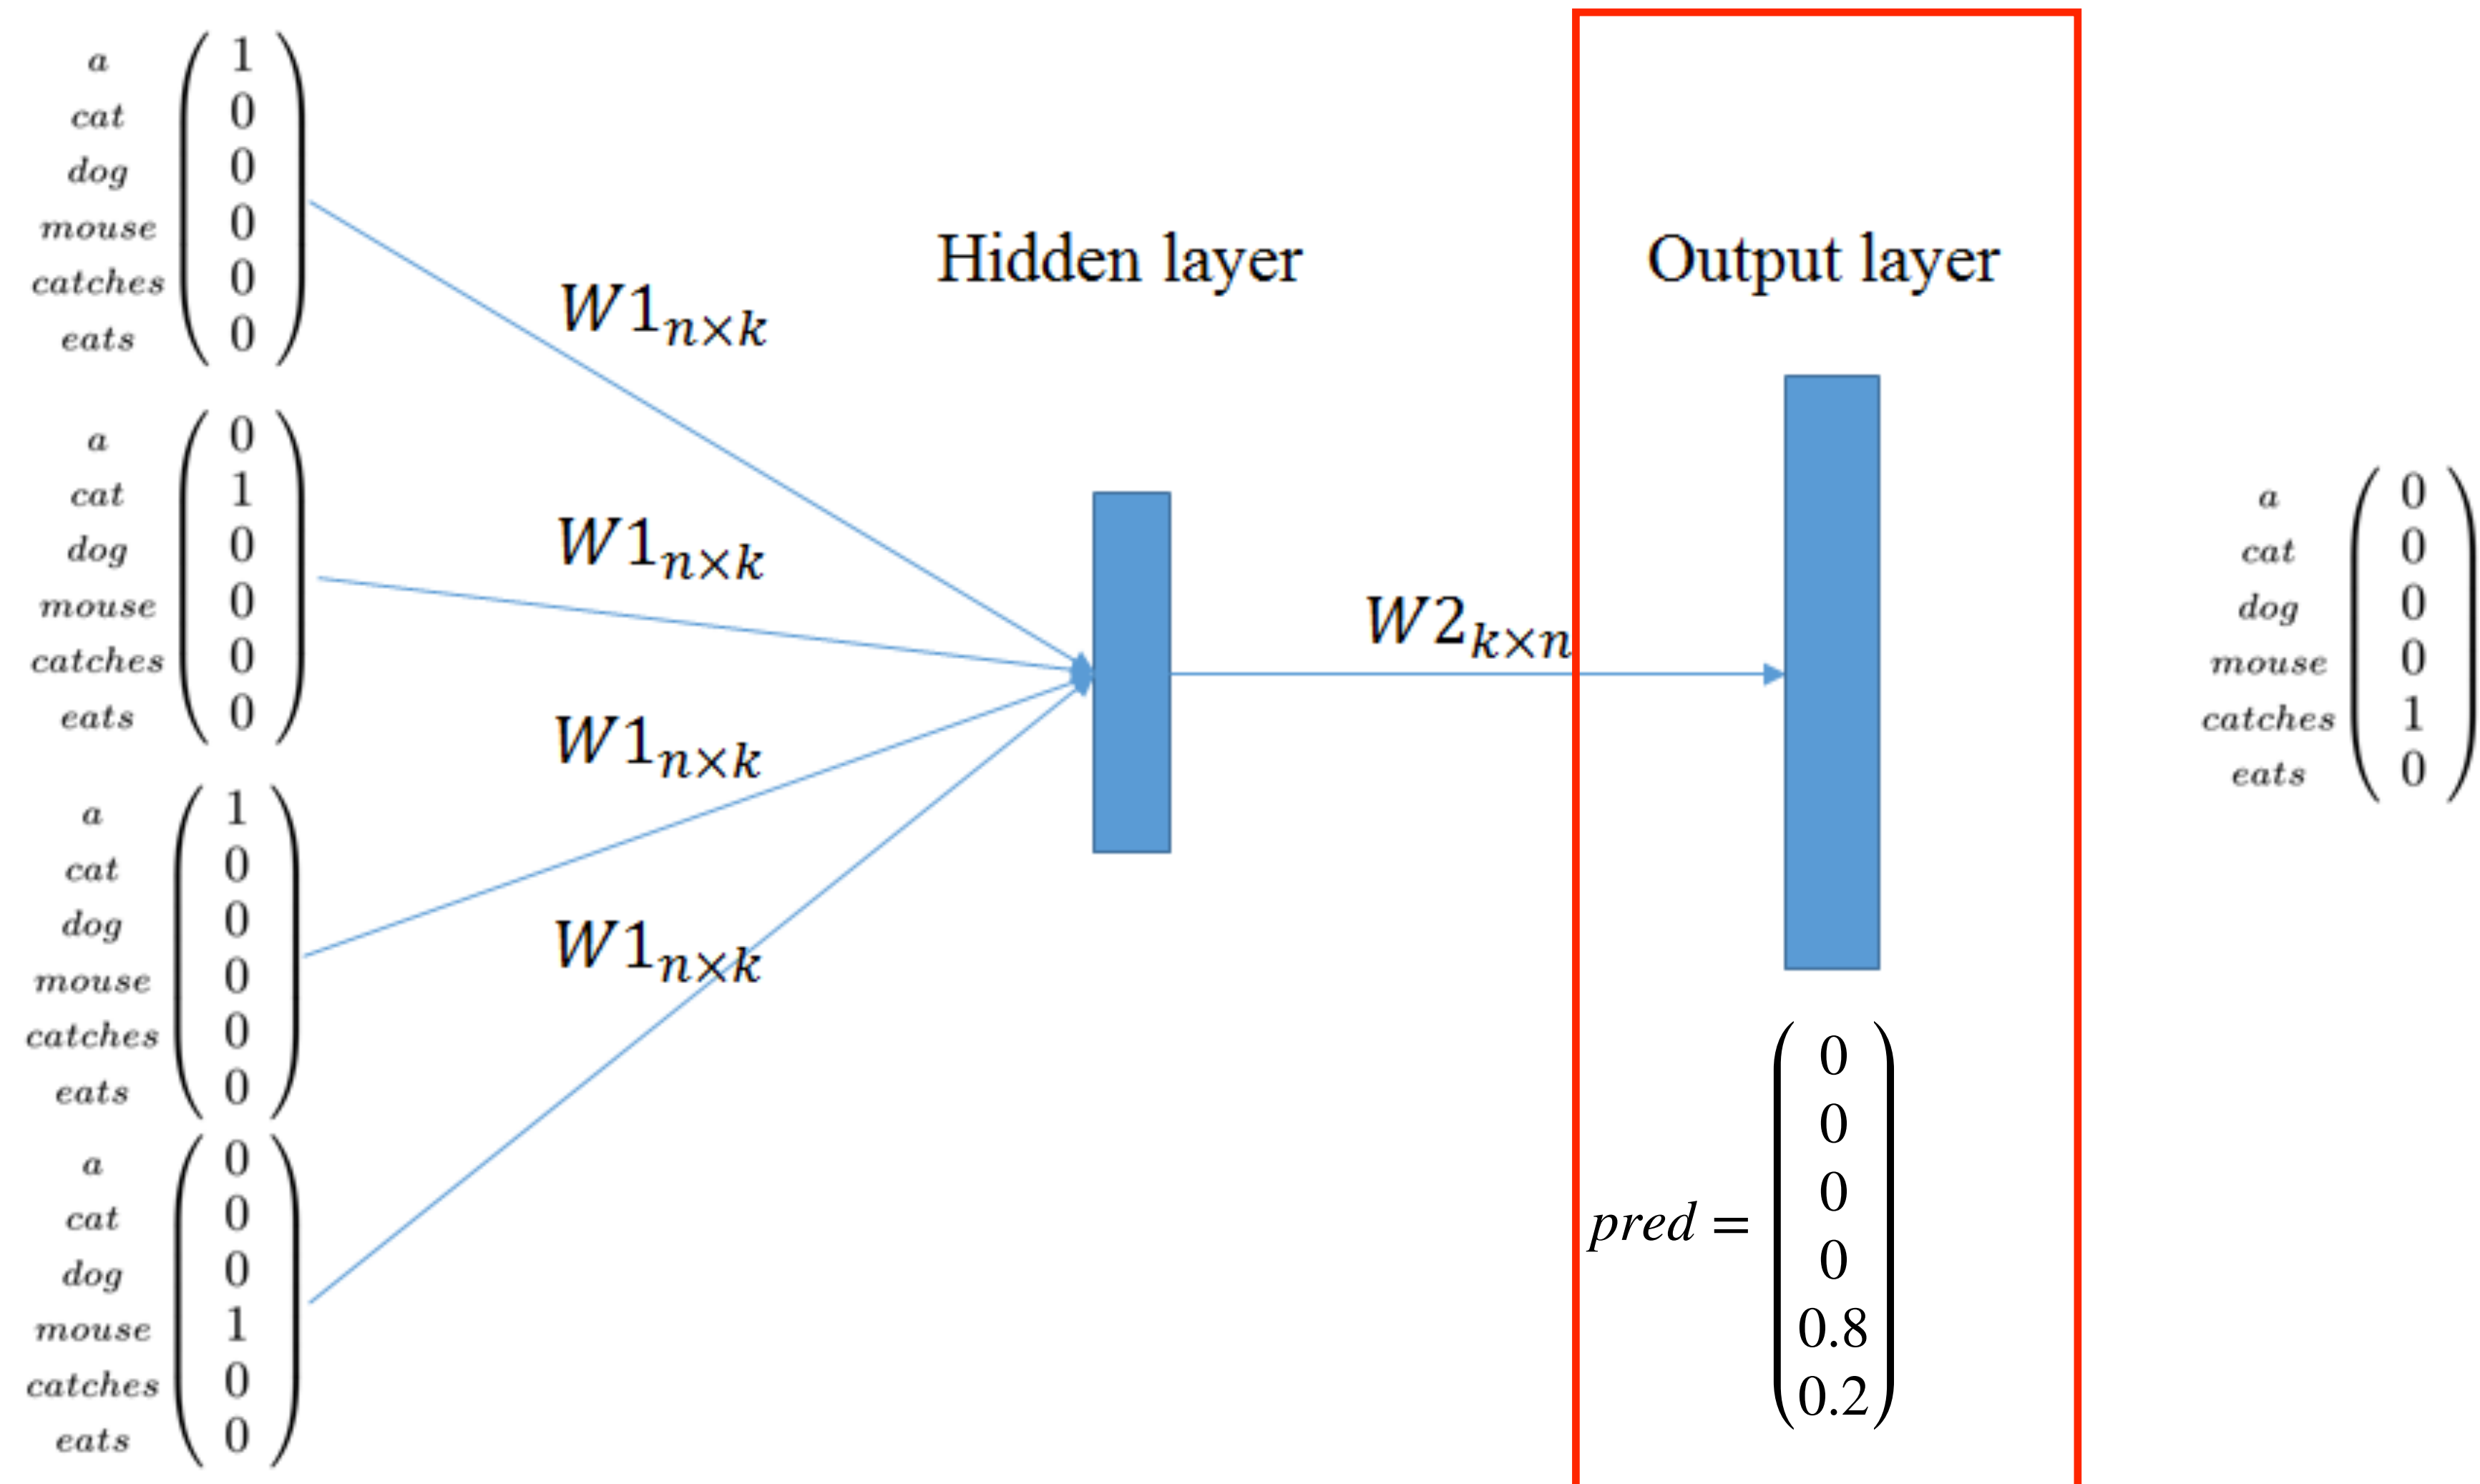 a 1
cat 0
dog 0
mouse 0
catches 0
eats 0
a 0
cat 1
dog 0
mouse 0
catches 0
eats 0
a 1
cat 0
dog 0
mouse 0
catches 0
eats 0
a 0
cat 0
dog 0
mouse 1
catches 0
eats 0
W1n×k
W1n×k
W1n×k
W1n×k
Hidden layer
W2k×n
Output layer
pred =
0
0
0
0
0.8
0.2
a 0
cat 0
dog 0
mouse 0
catches 1
eats 0